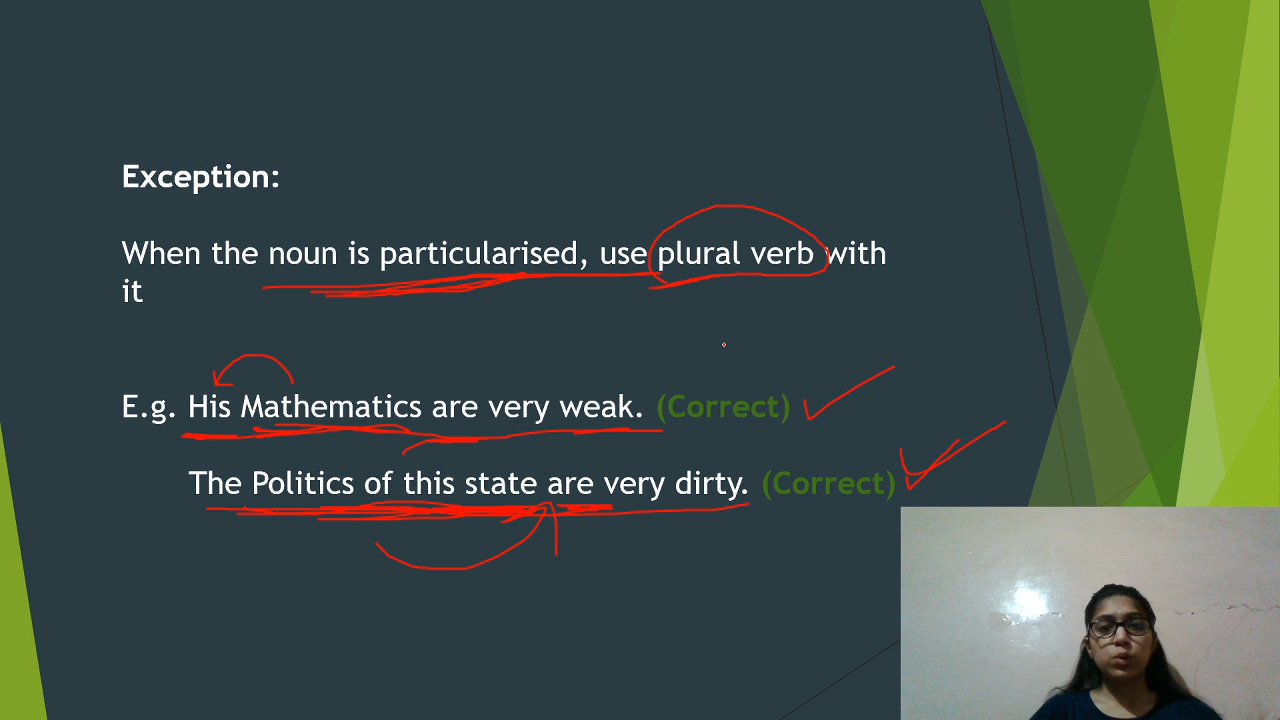 Exception:
When the noun is particularised, use plural verb with
it
E.g. His Mathematics are very weak. (Correct)
The Politics of this state are very dirty. (Correct)